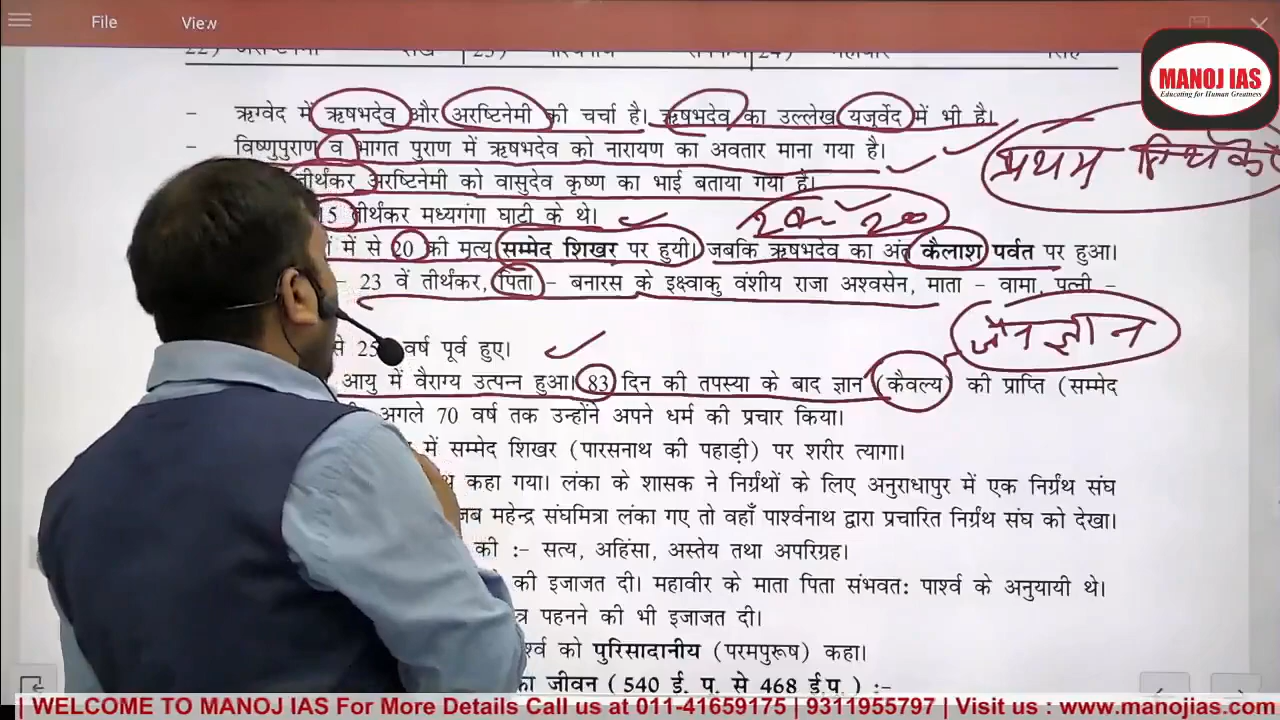 File View
MANOJ IAS
Educating for Human Greatness
- ऋग्वेद में ऋषभदेव और अरष्टिनेमी की चर्चा है। ऋषभदेव का उल्लेख यजुर्वेद में भी है।
- विष्णुपुराण व भागत पुराण में ऋषभदेव को नारायण का अवतार माना गया है।
प्रथम
तीर्थंकर अरष्टिनेमी को वासुदेव कृष्ण का भाई बताया गया है।
15 तीर्थंकर मध्यगंगा घाटी के थे।
में से 20 की मृत्यु सम्मेद शिखर पर हुयी। जबकि ऋषभदेव का अंत कैलाश पर्वत पर हुआ।
- 23 वें तीर्थंकर, पिता - बनारस के इक्ष्वाकु वंशीय राजा अश्वसेन, माता - वामा, पत्नी -
जैन ज्ञान
से 25 वर्ष पूर्व हुए।
आयु में वैराग्य उत्पन्न हुआ। 83 दिन की तपस्या के बाद ज्ञान (कैवल्य) की प्राप्ति (सम्मेद
अगले 70 वर्ष तक उन्होंने अपने धर्म की प्रचार किया।
में सम्मेद शिखर (पारसनाथ की पहाड़ी) पर शरीर त्यागा।
कहा गया। लंका के शासक ने निर्ग्रंथों के लिए अनुराधापुर में एक निर्ग्रंथ संघ
जब महेन्द्र संघमित्रा लंका गए तो वहाँ पार्श्वनाथ द्वारा प्रचारित निर्ग्रंथ संघ को देखा।
की :- सत्य, अहिंसा, अस्तेय तथा अपरिग्रह।
की इजाजत दी। महावीर के माता पिता संभवत: पार्श्व के अनुयायी थे।
पहनने की भी इजाजत दी।
को पुरिसादानीय (परमपुरूष) कहा।
का जीवन ( 540 ई. पू. से 468 ई.पू. ) :-
| WELCOME TO MANOJ IAS For More Details Call us at 011-41659175 | 9311955797 | Visit us : www.manojias.com